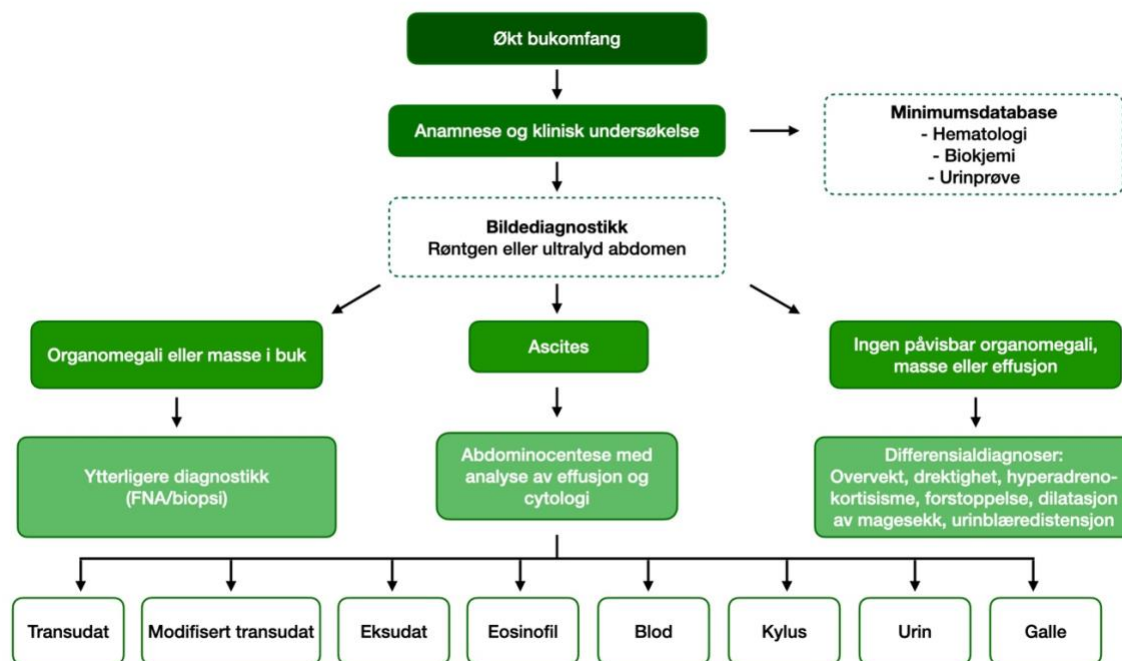 Økt bukomfang
Anamnese og klinisk undersøkelse
Minimumsdatabase
- Hematologi
- Biokjemi
- Urinprøve
Bildediagnostikk
Røntgen eller ultralyd abdomen
Organomegali eller masse i buk
Ascites
Ingen påvisbar organomegali,
masse eller effusjon
Ytterligere diagnostikk
(FNA/biopsi)
Abdominocentese med
analyse av effusjon og
cytologi
Differensialdiagnoser:
Overvekt, drektighet, hyperadreno-
kortisisme, forstoppelse, dilatasjon
av magesekk, urinblæredistensjon
Transudat
Modifisert transudat
Eksudat
Eosinofil
Blod
Kylus
Urin
Galle